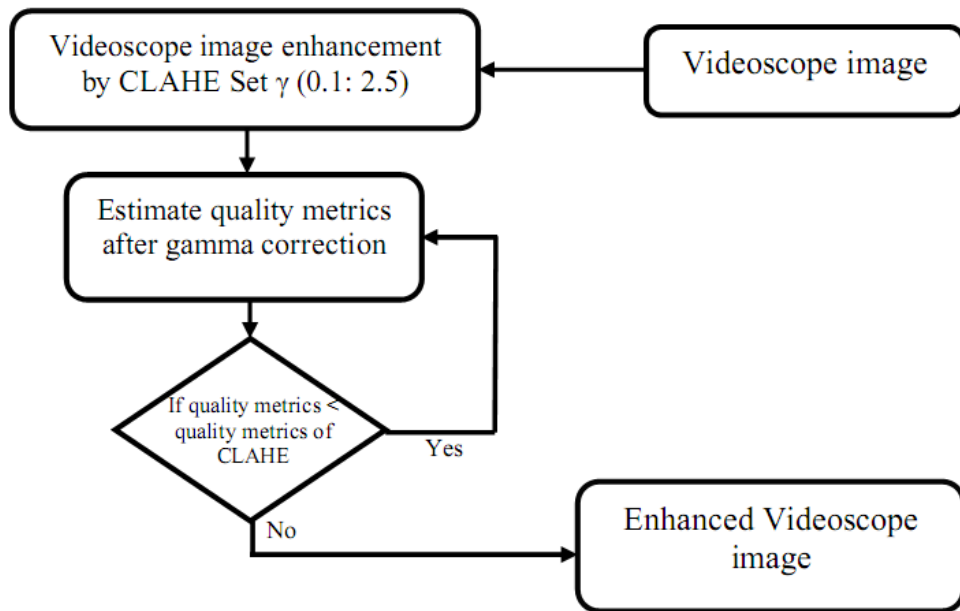 Videoscope image enhancement
by CLAHE Set γ (0.1: 2.5)
Videoscope image
Estimate quality metrics
after gamma correction
If quality metrics <
quality metrics of
CLAHE
Yes
No
Enhanced Videoscope
image